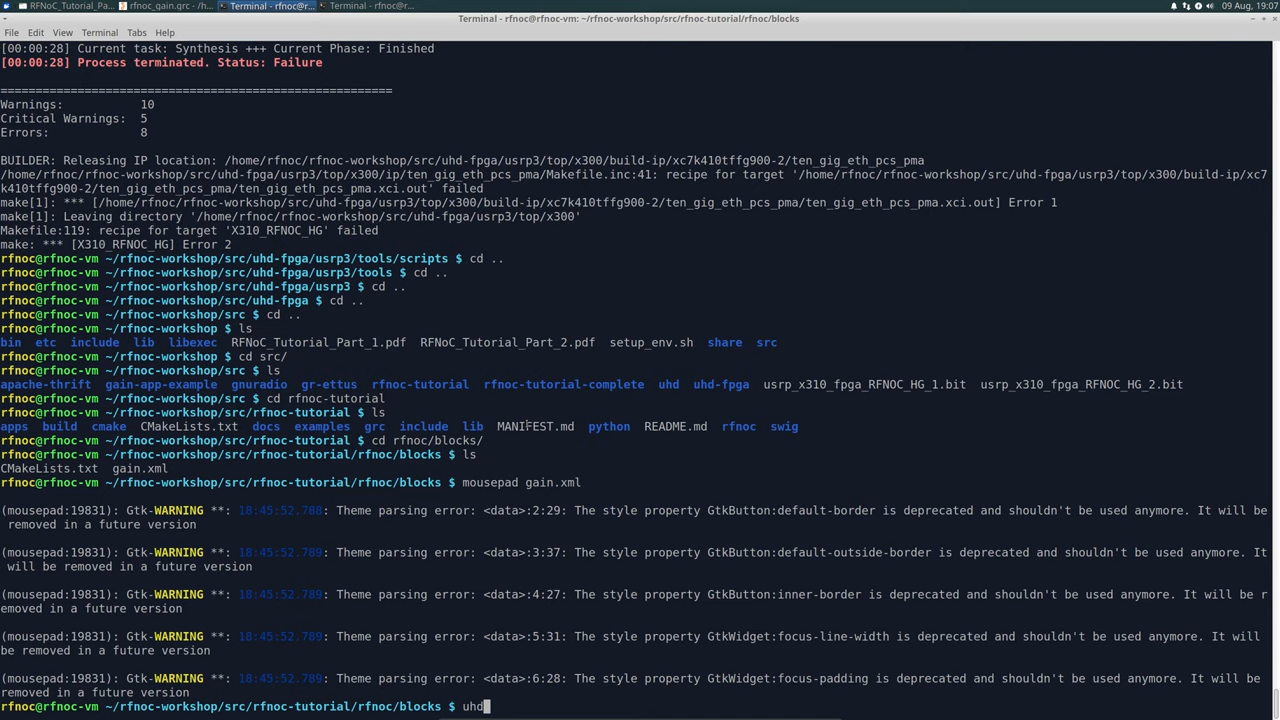 RFNoC_Tutorial_Pa... rfnoc_gain.grc - /h... Terminal - rfnoc@r... Terminal - rfnoc@r... 09 Aug, 19:07
Terminal - rfnoc@rfnoc-vm: ~/rfnoc-workshop/src/rfnoc-tutorial/rfnoc/blocks
File Edit View Terminal Tabs Help
[00:00:28] Current task: Synthesis +++ Current Phase: Finished
[00:00:28] Process terminated. Status: Failure
========================================================
Warnings: 10
Critical Warnings: 5
Errors: 8
BUILDER: Releasing IP location: /home/rfnoc/rfnoc-workshop/src/uhd-fpga/usrp3/top/x300/build-ip/xc7k410tffg900-2/ten_gig_eth_pcs_pma
/home/rfnoc/rfnoc-workshop/src/uhd-fpga/usrp3/top/x300/ip/ten_gig_eth_pcs_pma/Makefile.inc:41: recipe for target '/home/rfnoc/rfnoc-workshop/src/uhd-fpga/usrp3/top/x300/build-ip/xc7
k410tffg900-2/ten_gig_eth_pcs_pma/ten_gig_eth_pcs_pma.xci.out' failed
make[1]: *** [/home/rfnoc/rfnoc-workshop/src/uhd-fpga/usrp3/top/x300/build-ip/xc7k410tffg900-2/ten_gig_eth_pcs_pma/ten_gig_eth_pcs_pma.xci.out] Error 1
make[1]: Leaving directory '/home/rfnoc/rfnoc-workshop/src/uhd-fpga/usrp3/top/x300'
Makefile:119: recipe for target 'X310_RFNOC_HG' failed
make: *** [X310_RFNOC_HG] Error 2
rfnoc@rfnoc-vm ~/rfnoc-workshop/src/uhd-fpga/usrp3/tools/scripts $ cd ..
rfnoc@rfnoc-vm ~/rfnoc-workshop/src/uhd-fpga/usrp3/tools $ cd ..
rfnoc@rfnoc-vm ~/rfnoc-workshop/src/uhd-fpga/usrp3 $ cd ..
rfnoc@rfnoc-vm ~/rfnoc-workshop/src/uhd-fpga $ cd ..
rfnoc@rfnoc-vm ~/rfnoc-workshop/src $ cd ..
rfnoc@rfnoc-vm ~/rfnoc-workshop $ ls
bin etc include lib libexec RFNoC_Tutorial_Part_1.pdf RFNoC_Tutorial_Part_2.pdf setup_env.sh share src
rfnoc@rfnoc-vm ~/rfnoc-workshop $ cd src/
rfnoc@rfnoc-vm ~/rfnoc-workshop/src $ ls
apache-thrift gain-app-example gnuradio gr-ettus rfnoc-tutorial rfnoc-tutorial-complete uhd uhd-fpga usrp_x310_fpga_RFNOC_HG_1.bit usrp_x310_fpga_RFNOC_HG_2.bit
rfnoc@rfnoc-vm ~/rfnoc-workshop/src $ cd rfnoc-tutorial
rfnoc@rfnoc-vm ~/rfnoc-workshop/src/rfnoc-tutorial $ ls
apps build cmake CMakeLists.txt docs examples grc include lib MANIFEST.md python README.md rfnoc swig
rfnoc@rfnoc-vm ~/rfnoc-workshop/src/rfnoc-tutorial $ cd rfnoc/blocks/
rfnoc@rfnoc-vm ~/rfnoc-workshop/src/rfnoc-tutorial/rfnoc/blocks $ ls
CMakeLists.txt gain.xml
rfnoc@rfnoc-vm ~/rfnoc-workshop/src/rfnoc-tutorial/rfnoc/blocks $ mousepad gain.xml
(mousepad:19831): Gtk-WARNING **: 18:45:52.788: Theme parsing error: <data>:2:29: The style property GtkButton:default-border is deprecated and shouldn't be used anymore. It will be
removed in a future version
(mousepad:19831): Gtk-WARNING **: 18:45:52.789: Theme parsing error: <data>:3:37: The style property GtkButton:default-outside-border is deprecated and shouldn't be used anymore. It
will be removed in a future version
(mousepad:19831): Gtk-WARNING **: 18:45:52.789: Theme parsing error: <data>:4:27: The style property GtkButton:inner-border is deprecated and shouldn't be used anymore. It will be r
emoved in a future version
(mousepad:19831): Gtk-WARNING **: 18:45:52.789: Theme parsing error: <data>:5:31: The style property GtkWidget:focus-line-width is deprecated and shouldn't be used anymore. It will
be removed in a future version
(mousepad:19831): Gtk-WARNING **: 18:45:52.789: Theme parsing error: <data>:6:28: The style property GtkWidget:focus-padding is deprecated and shouldn't be used anymore. It will be
removed in a future version
rfnoc@rfnoc-vm ~/rfnoc-workshop/src/rfnoc-tutorial/rfnoc/blocks $ uhd